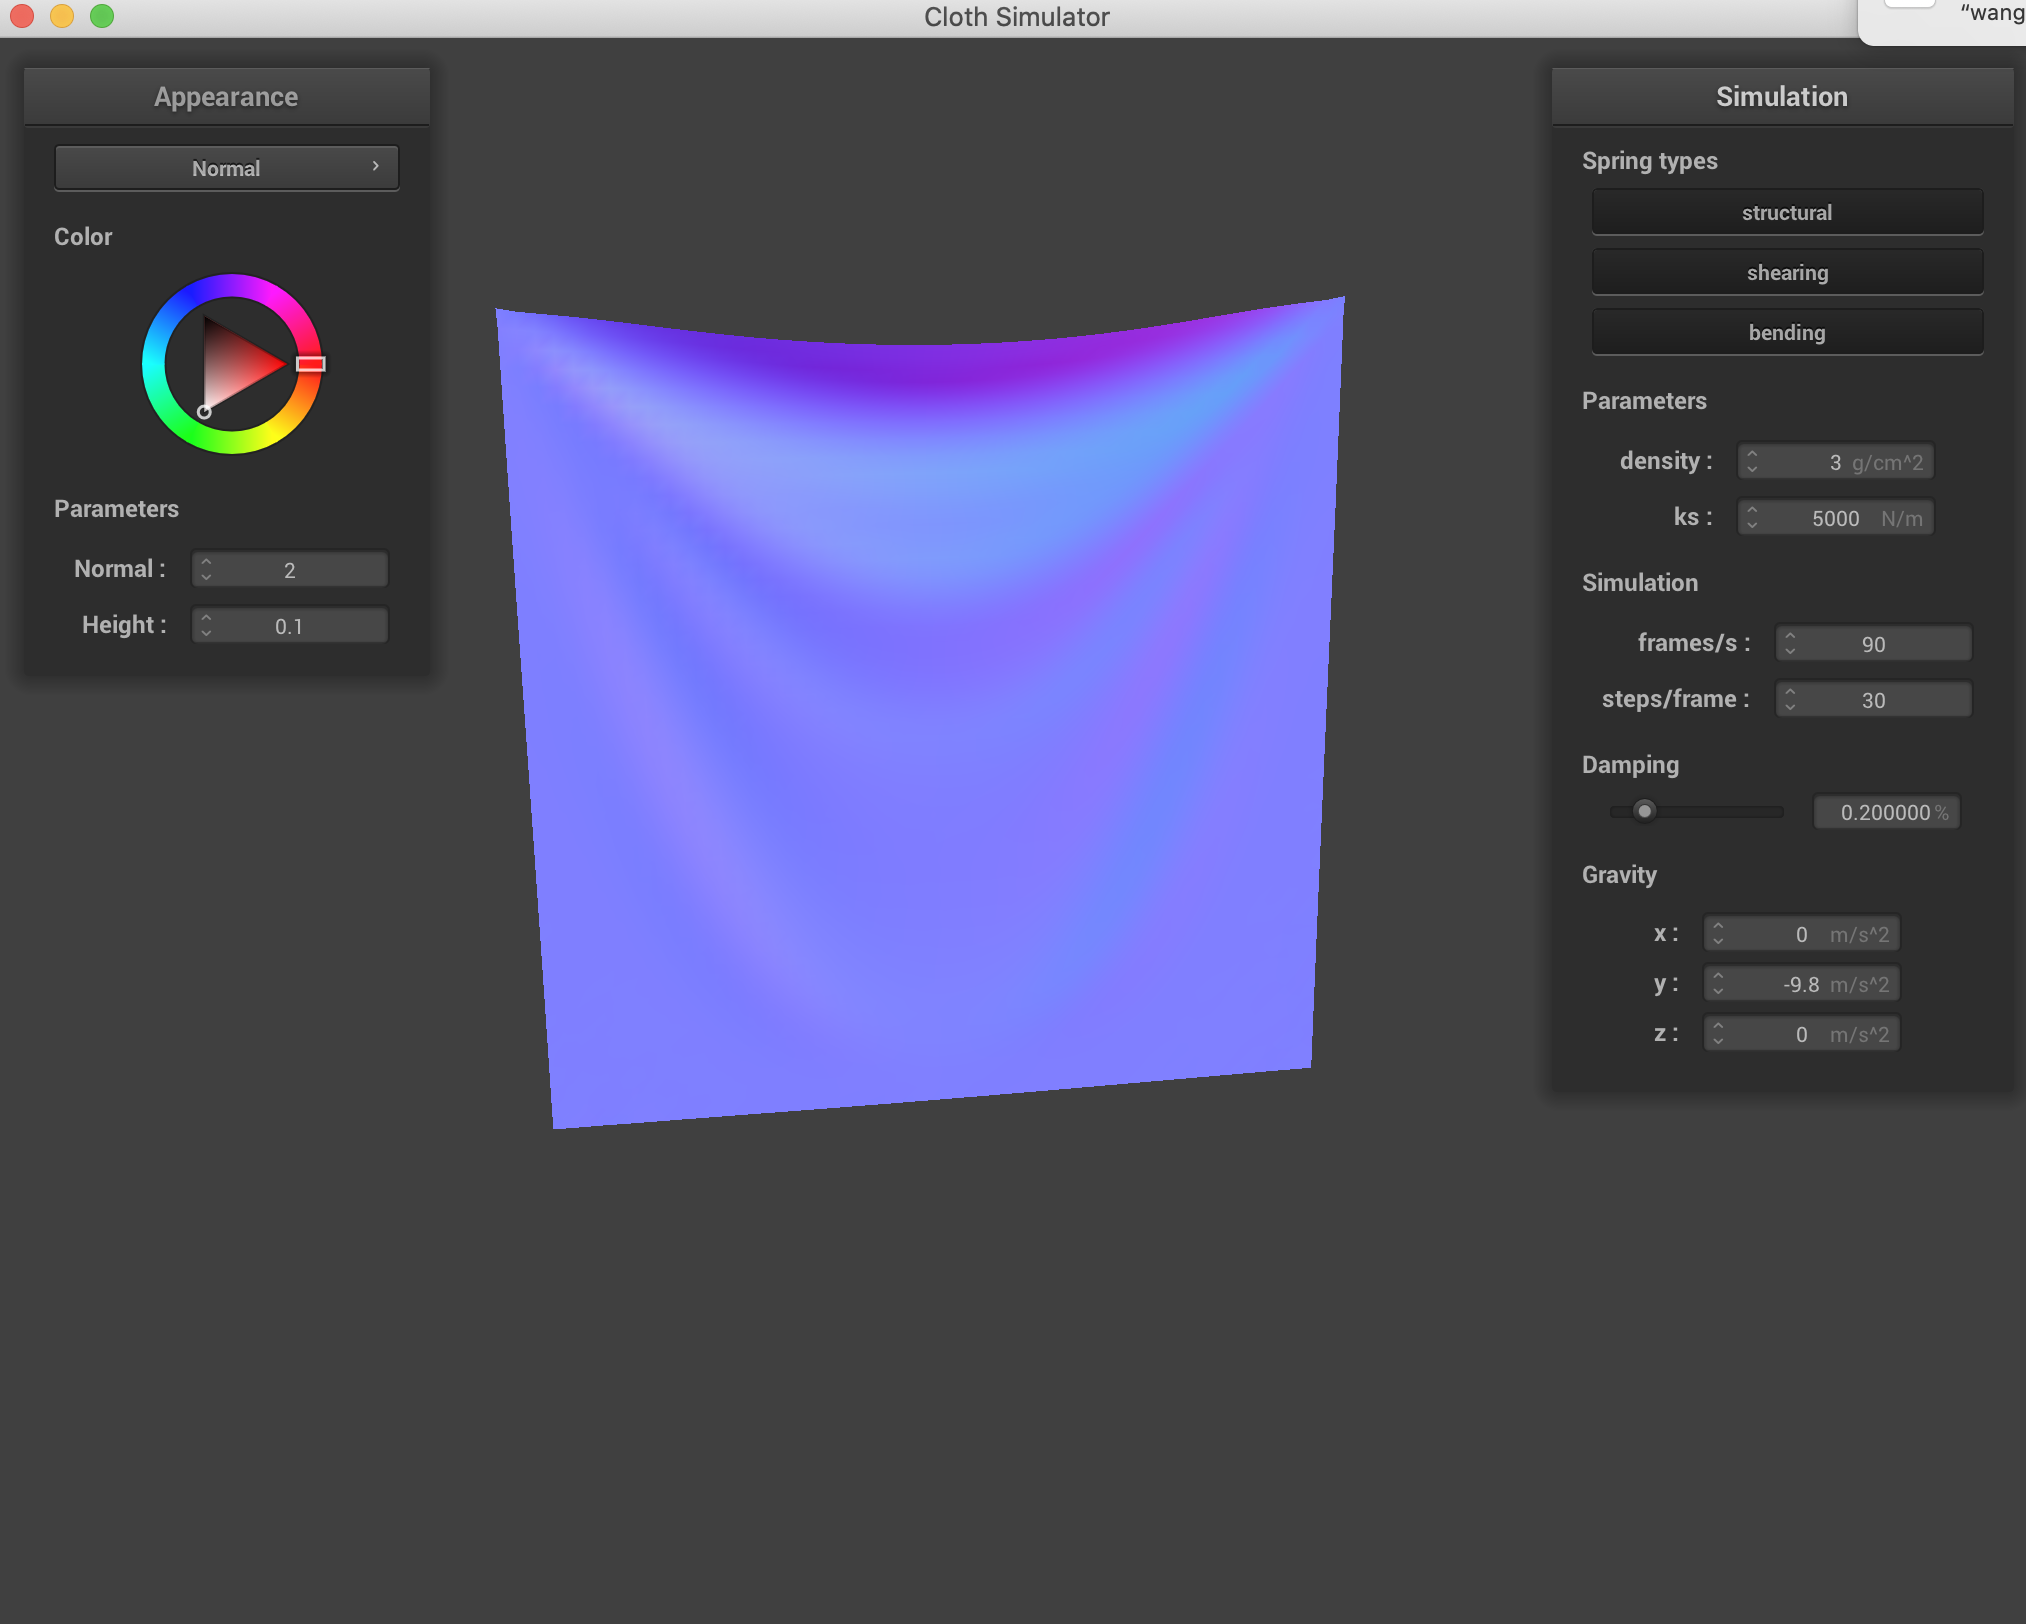 Cloth Simulator
“wang
Appearance
Normal
Color
Parameters
Normal : 2
Height : 0.1
Simulation
Spring types
structural
shearing
bending
Parameters
density : 3 g/cm^2
ks : 5000 N/m
Simulation
frames/s : 90
steps/frame : 30
Damping
0.200000 %
Gravity
x : 0 m/s^2
y : -9.8 m/s^2
z : 0 m/s^2